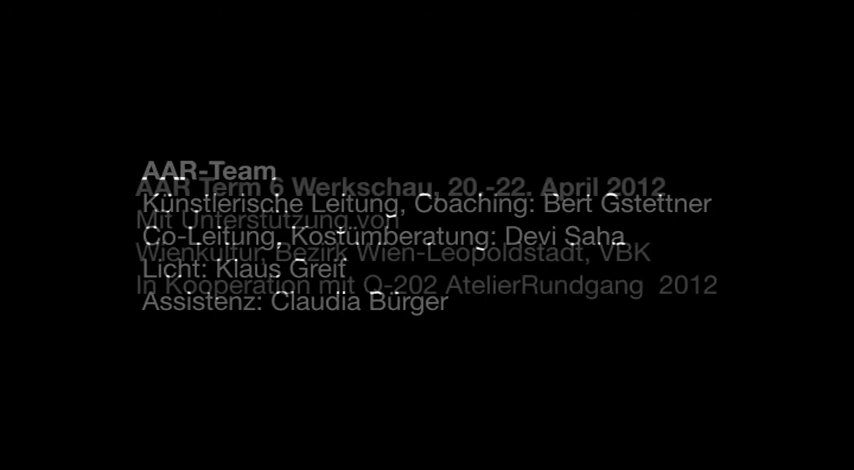 AAR-Team
AAR Term 6 Werkschau, 20.-22. April 2012
Künstlerische Leitung, Coaching: Bert Gstettner
Mit Unterstützung von
Co-Leitung, Kostümberatung: Devi Saha
Wienkultur, Bezirk Wien-Leopoldstadt, VBK
Licht: Klaus Greif
In Kooperation mit Q-202 AtelierRundgang 2012
Assistenz: Claudia Bürger